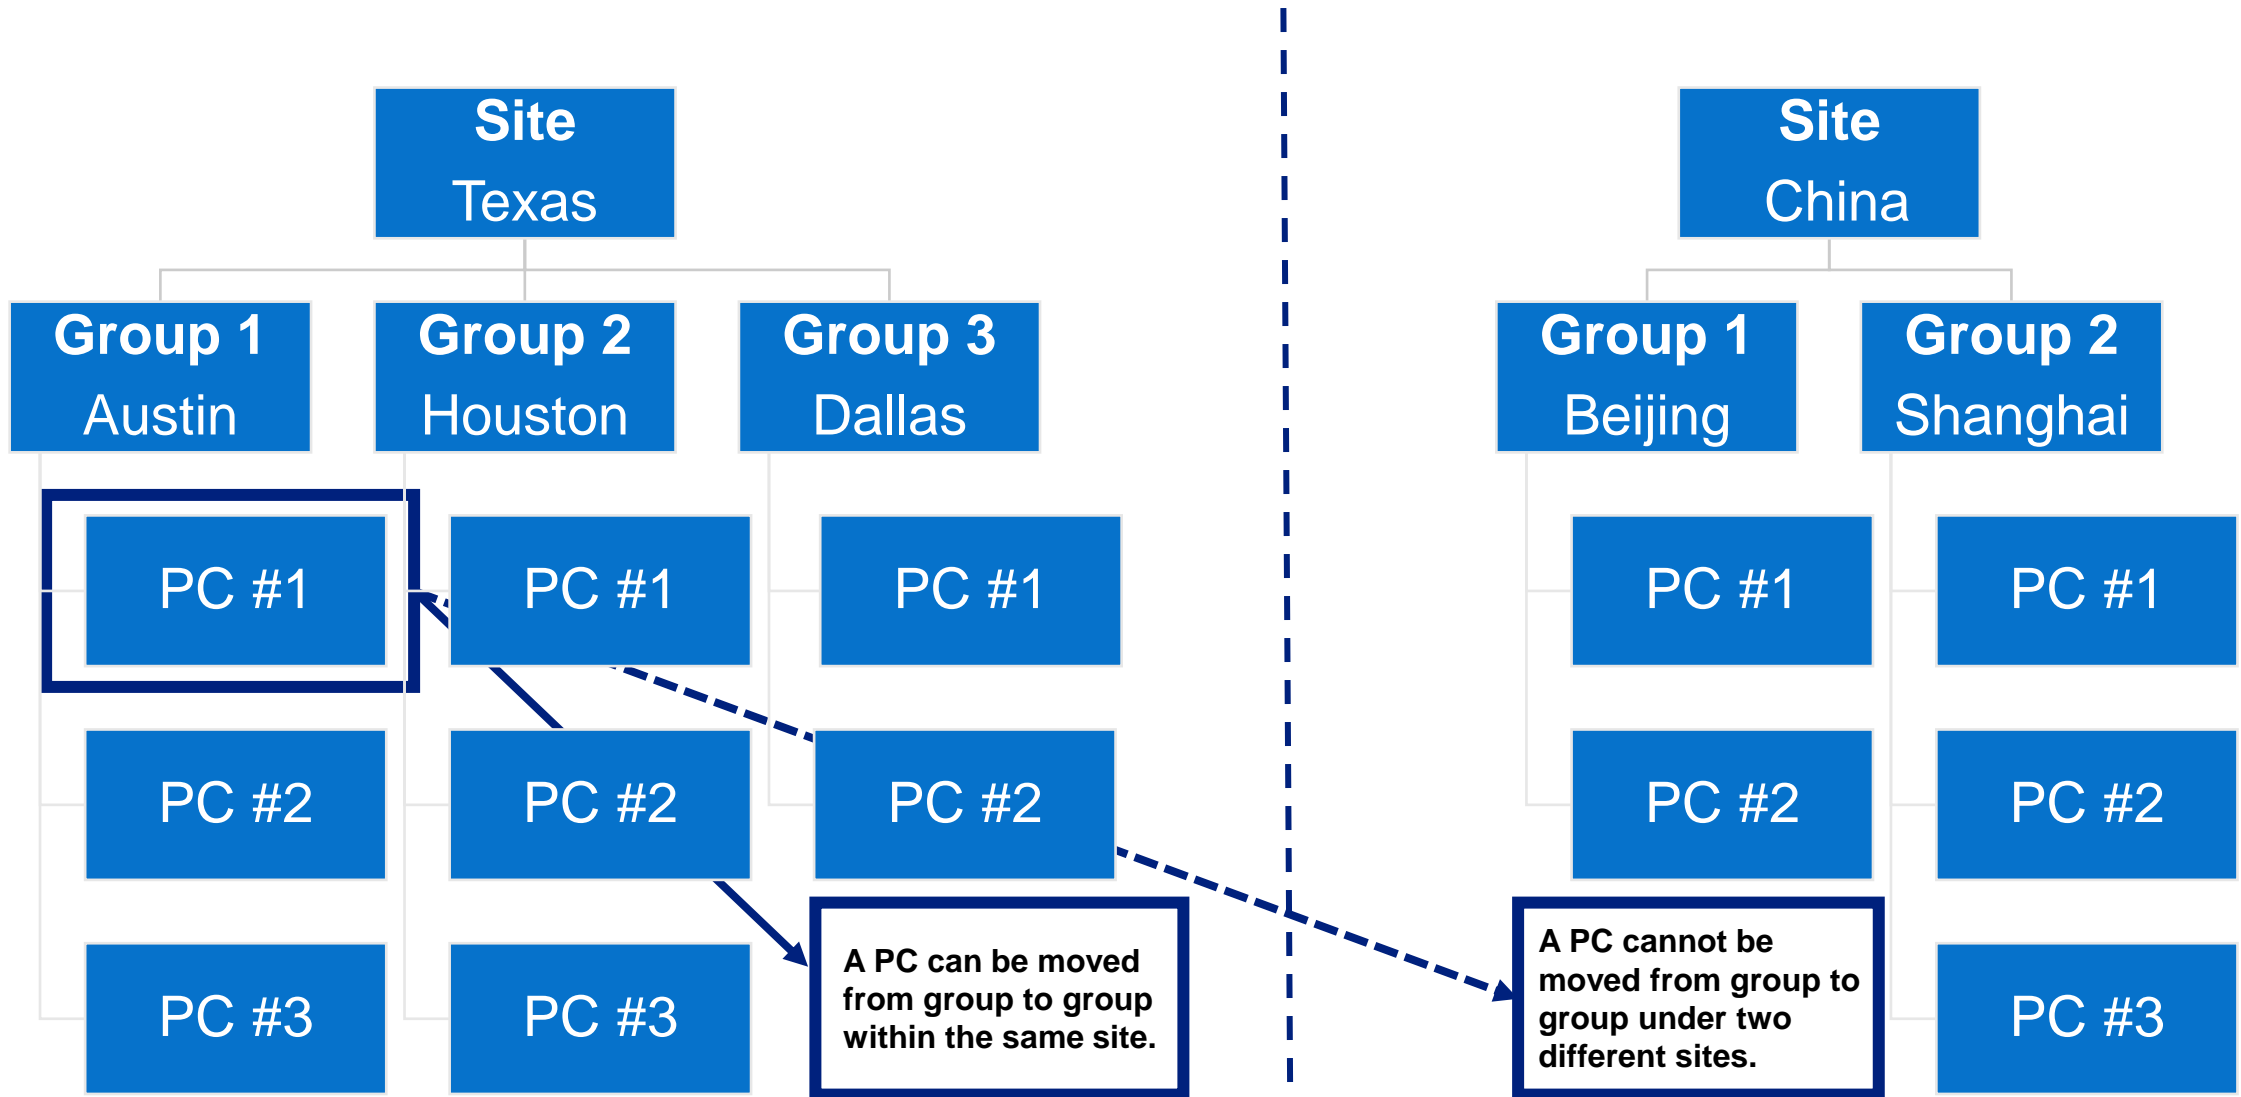 Site
Texas
Group 1
Austin
PC #1
PC #2
PC #3
Group 2
Houston
PC #1
PC #2
PC #3
Group 3
Dallas
PC #1
PC #2
A PC can be moved
from group to group
within the same site.
Site
China
Group 1
Beijing
PC #1
PC #2
A PC cannot be
moved from group to
group under two
different sites.
Group 2
Shanghai
PC #1
PC #2
PC #3